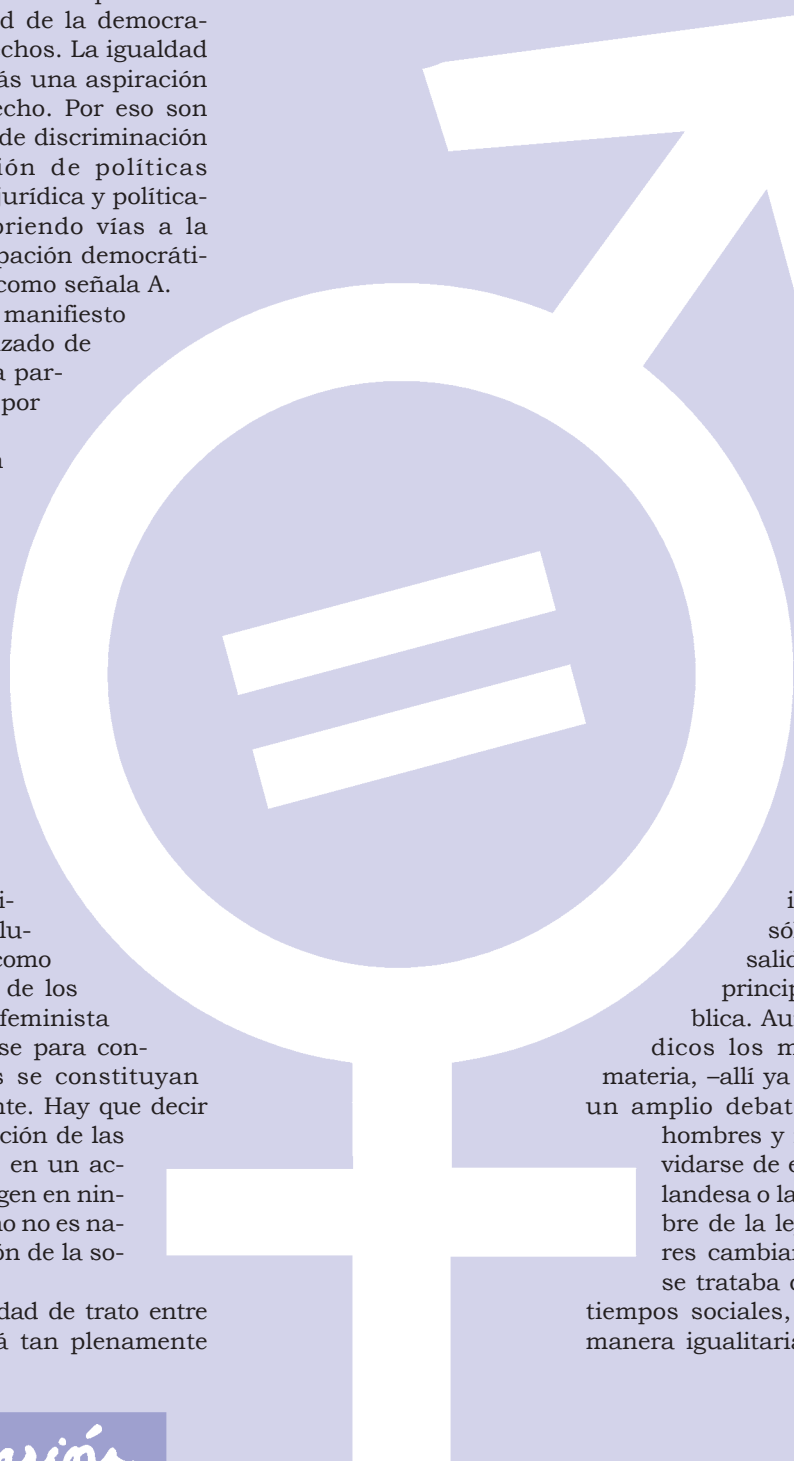 d de la democra-
chos. La igualdad
ás una aspiración
echo. Por eso son
de discriminación
ión de políticas
jurídica y política-
briendo vías a la
pación democráti-
como señala A.
manifiesto
zado de
a par-
por
i-
lu-
como
de los
feminista
se para con-
s se constituyan
nte. Hay que decir
ción de las
en un ac-
gen en nin-
no no es na-
ón de la so-
dad de trato entre
á tan plenamente
i
só
salid
princip
blica. Au
dicos los m
materia, –allí ya
un amplio debat
hombres y
vidarse de e
landesa o la
bre de la le
res cambia
se trataba
tiempos sociales,
manera igualitaria